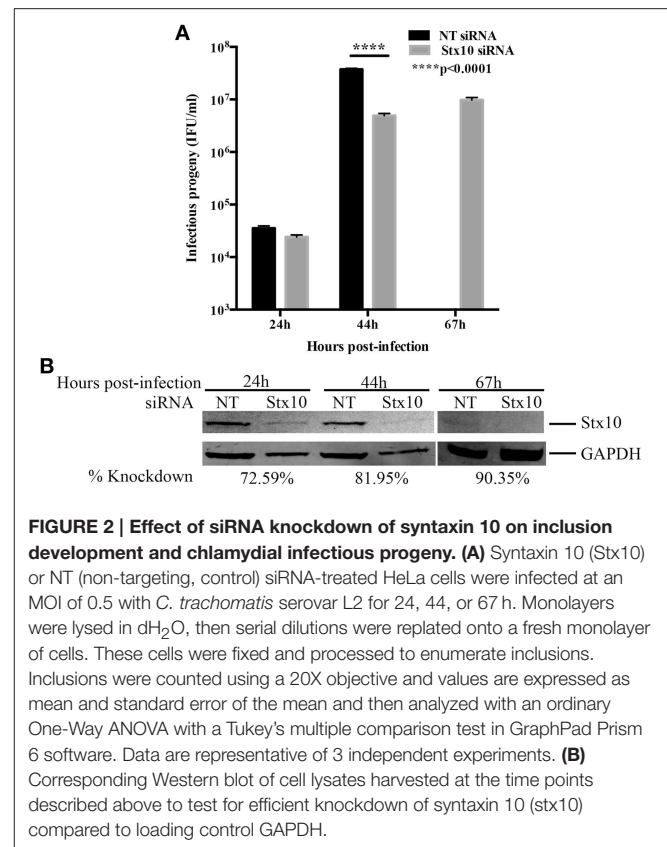 A
NT siRNA
Stx10 siRNA
****p<0.0001
****
Infectious progeny (IFU/ml)
10⁸
10⁷
10⁶
10⁵
10⁴
10³
24h 44h 67h
Hours post-infection
B
Hours post-infection 24h 44h 67h
siRNA NT Stx10 NT Stx10 NT Stx10
Stx10
GAPDH
% Knockdown 72.59% 81.95% 90.35%
FIGURE 2 | Effect of siRNA knockdown of syntaxin 10 on inclusion
development and chlamydial infectious progeny. (A) Syntaxin 10 (Stx10)
or NT (non-targeting, control) siRNA-treated HeLa cells were infected at an
MOI of 0.5 with C. trachomatis serovar L2 for 24, 44, or 67 h. Monolayers
were lysed in dH₂O, then serial dilutions were replated onto a fresh monolayer
of cells. These cells were fixed and processed to enumerate inclusions.
Inclusions were counted using a 20X objective and values are expressed as
mean and standard error of the mean and then analyzed with an ordinary
One-Way ANOVA with a Tukey's multiple comparison test in GraphPad Prism
6 software. Data are representative of 3 independent experiments. (B)
Corresponding Western blot of cell lysates harvested at the time points
described above to test for efficient knockdown of syntaxin 10 (stx10)
compared to loading control GAPDH.